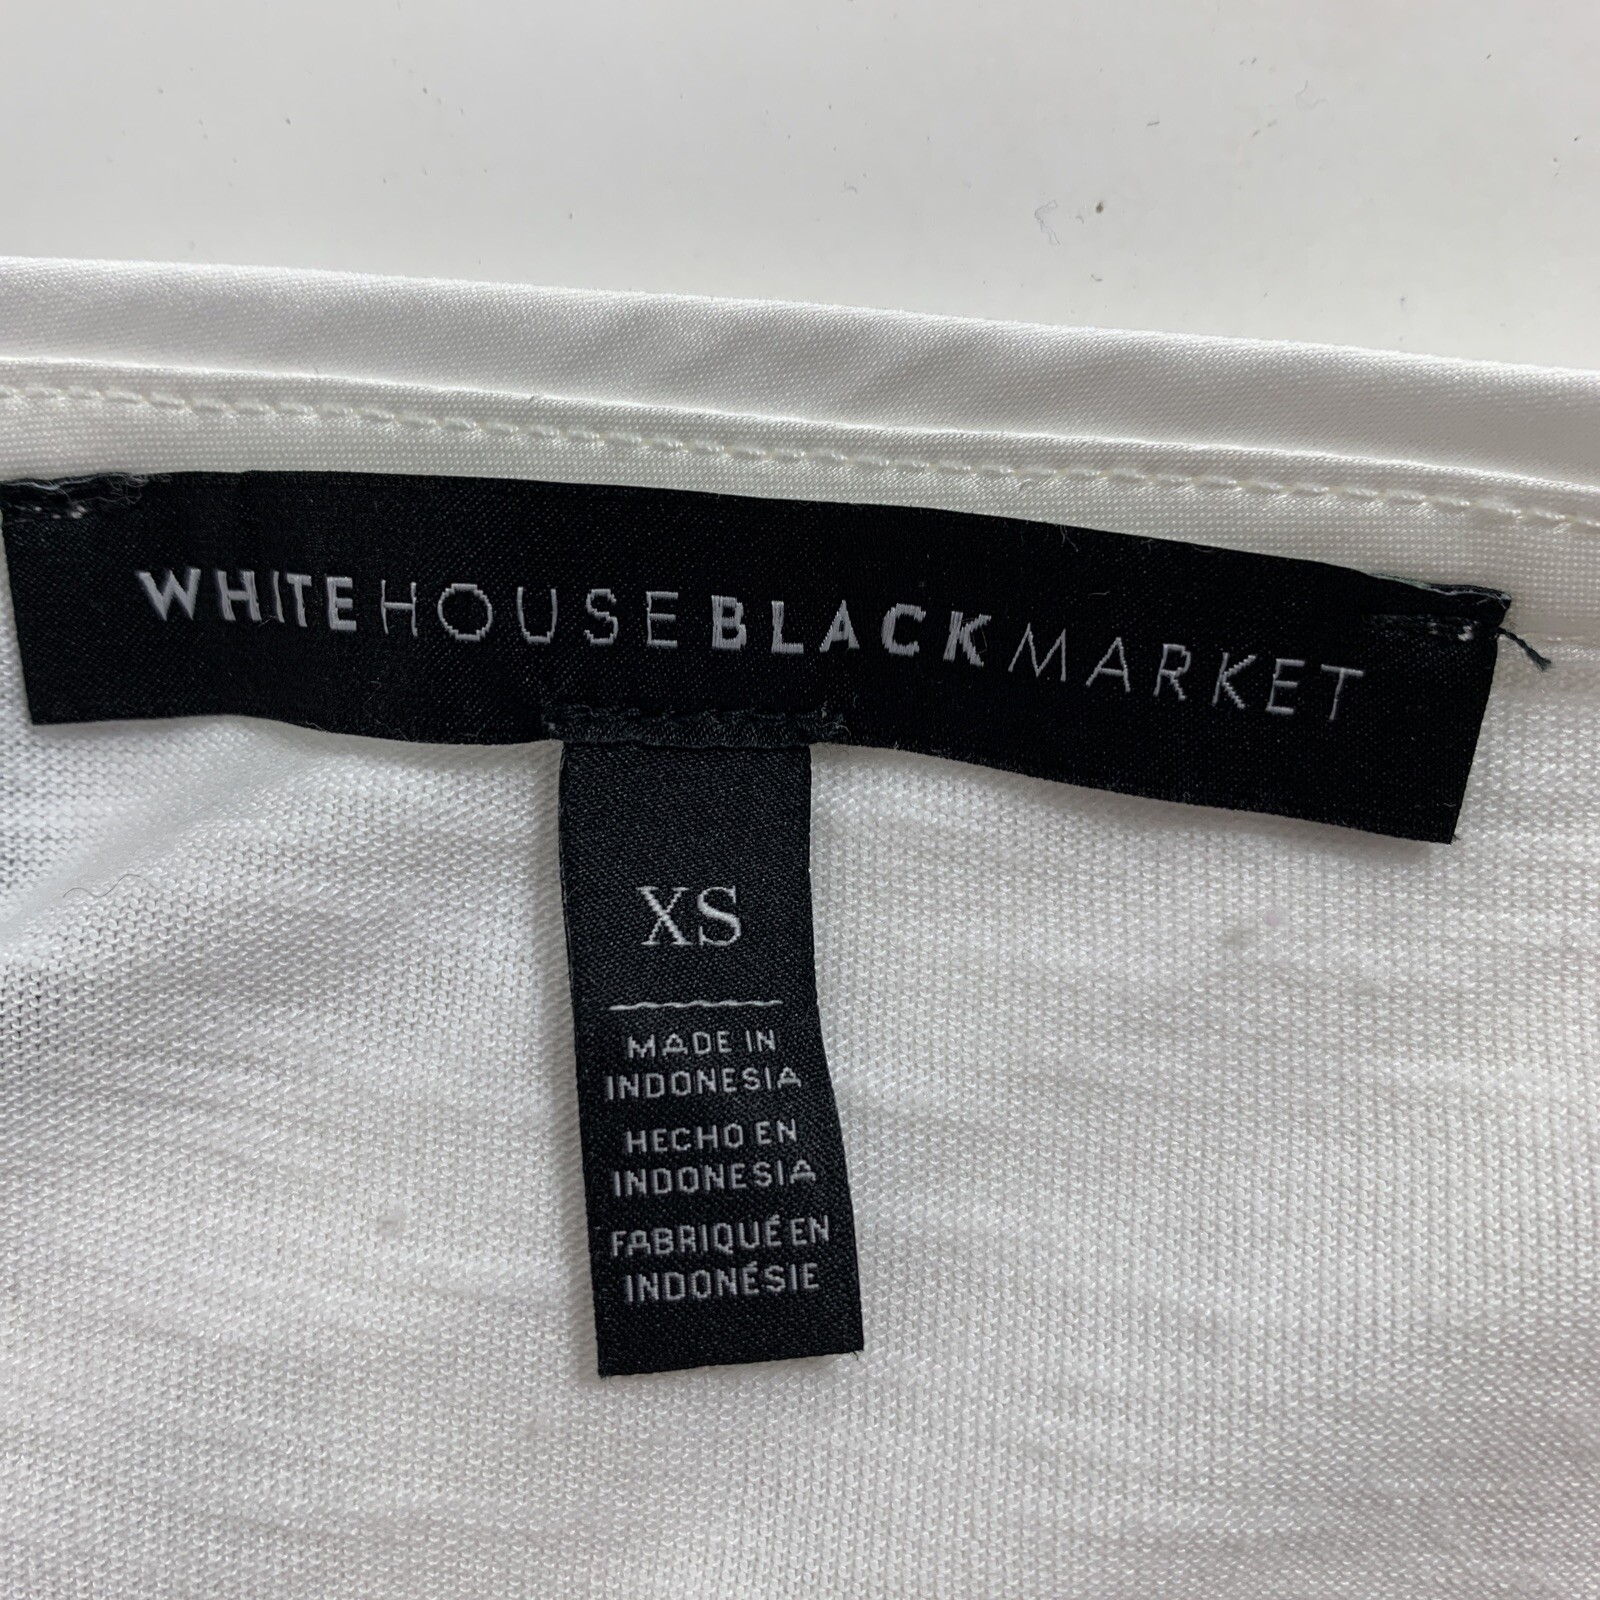 WHITEHOUSEBLACKMARKET
XS
MADE IN
INDONESIA
HECHO EN
INDONESIA
FABRIQUÉ EN
INDONÉSIE